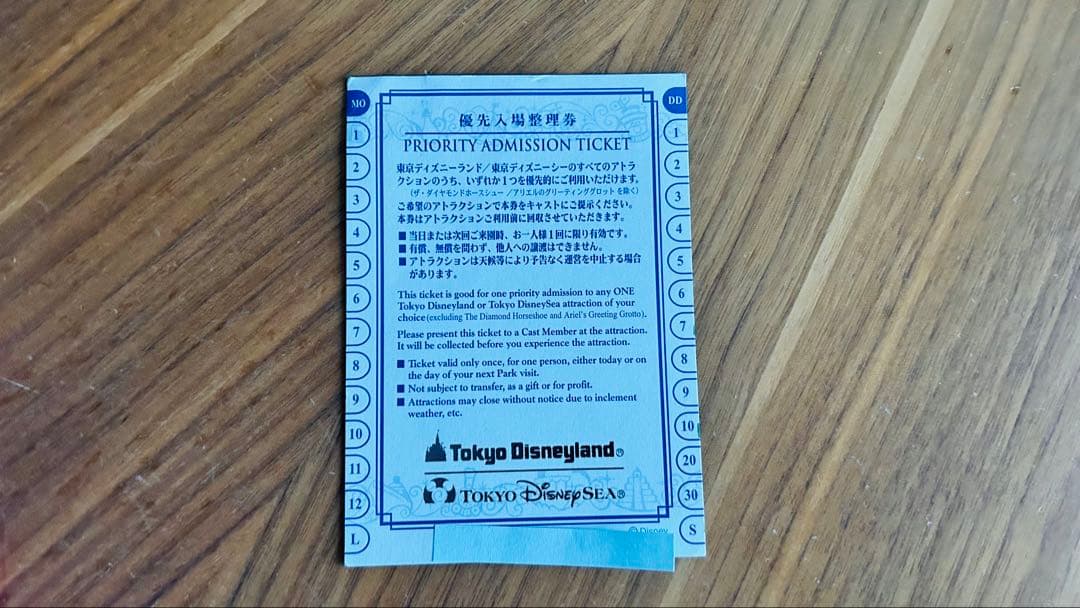 MO
DD
優先入場整理券
PRIORITY ADMISSION TICKET
東京ディズニーランド／東京ディズニーシーのすべてのアトラ
クションのうち、いずれか1つを優先的にご利用いただけます。
（ザ・ダイヤモンドホースシュー／アリエルのグリーティンググロット を除く）
ご希望のアトラクションで本券をキャストにご提示ください。
本券はアトラクションご利用前に回収させていただきます。
■ 当日または次回ご来園時、お一人様1回に限り有効です。
■ 有償、無償を問わず、他人への譲渡はできません。
■ アトラクションは天候等により予告なく運営を中止する場合
があります。
This ticket is good for one priority admission to any ONE
Tokyo Disneyland or Tokyo DisneySea attraction of your
choice (excluding The Diamond Horseshoe and Ariel's Greeting Grotto).
Please present this ticket to a Cast Member at the attraction.
It will be collected before you experience the attraction.
■ Ticket valid only once, for one person, either today or on
the day of your next Park visit.
■ Not subject to transfer, as a gift or for profit.
■ Attractions may close without notice due to inclement
weather, etc.
Tokyo Disneyland®
TOKYO DISNEYSEA®
© Disney
1
2
3
4
5
6
7
8
9
10
11
12
L
1
2
3
4
5
6
7
8
9
10
20
30
S